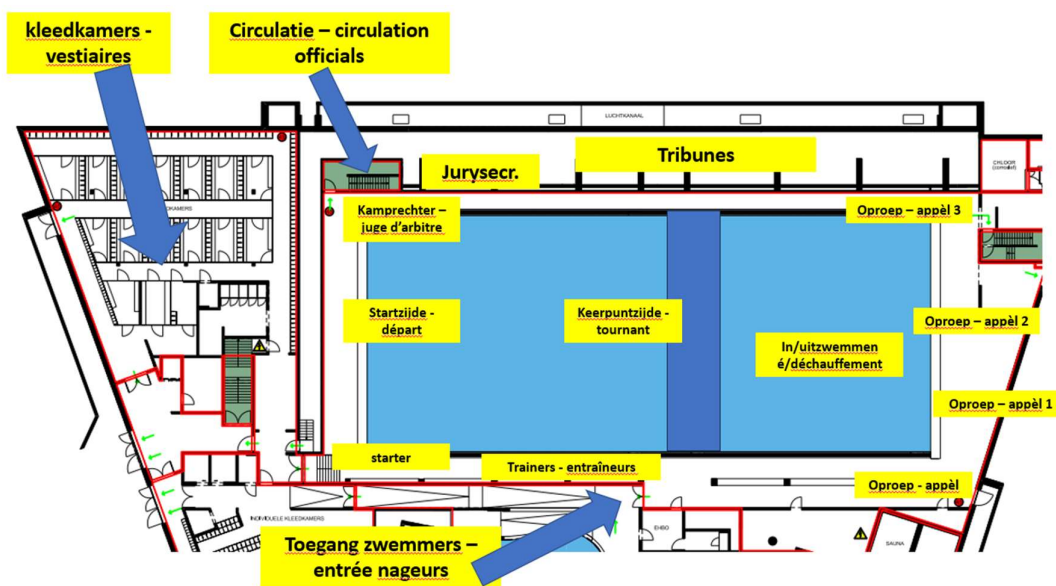 kleedkamers -
vestiaires
Circulatie – circulation
officials
LUCHTKANAAL
Tribunes
Jurysecr.
CHLOOR
Kamprechter –
juge d’arbitre
Oproep – appèl 3
Startzijde -
départ
Keerpuntzijde -
tournant
Oproep – appèl 2
In/uitzwemmen
é/déchauffement
Oproep – appèl 1
starter
Trainers - entraîneurs
Oproep - appèl
INDIVIDUELE KLEEDKAMERS
EHBO
SAUNA
Toegang zwemmers –
entrée nageurs